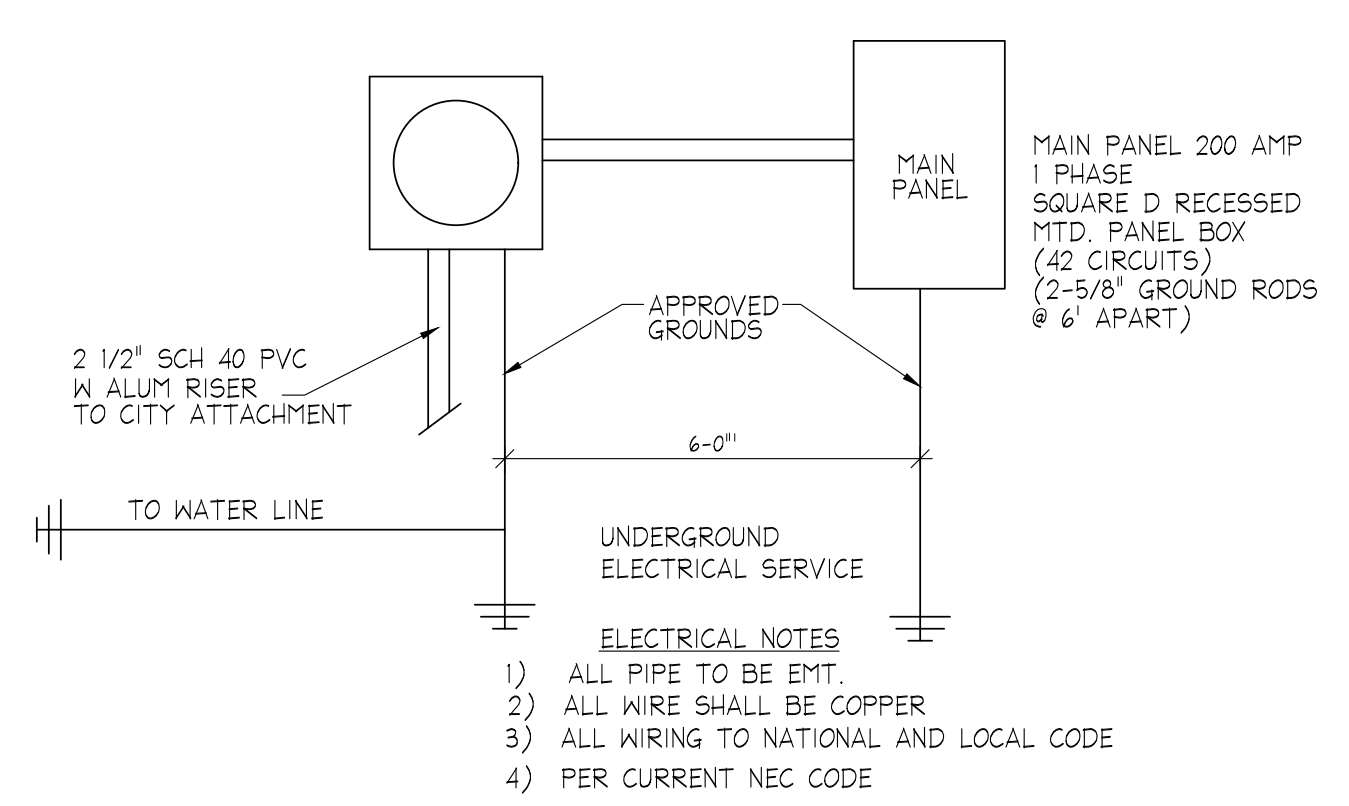 MAIN
PANEL
MAIN PANEL 200 AMP
1 PHASE
SQUARE D RECESSED
MTD. PANEL BOX
(42 CIRCUITS)
(2-5/8" GROUND RODS
@ 6' APART)
APPROVED
GROUNDS
2 1/2" SCH 40 PVC
W ALUM RISER
TO CITY ATTACHMENT
6-0"'
TO WATER LINE
UNDERGROUND
ELECTRICAL SERVICE
ELECTRICAL NOTES
1) ALL PIPE TO BE EMT.
2) ALL WIRE SHALL BE COPPER
3) ALL WIRING TO NATIONAL AND LOCAL CODE
4) PER CURRENT NEC CODE